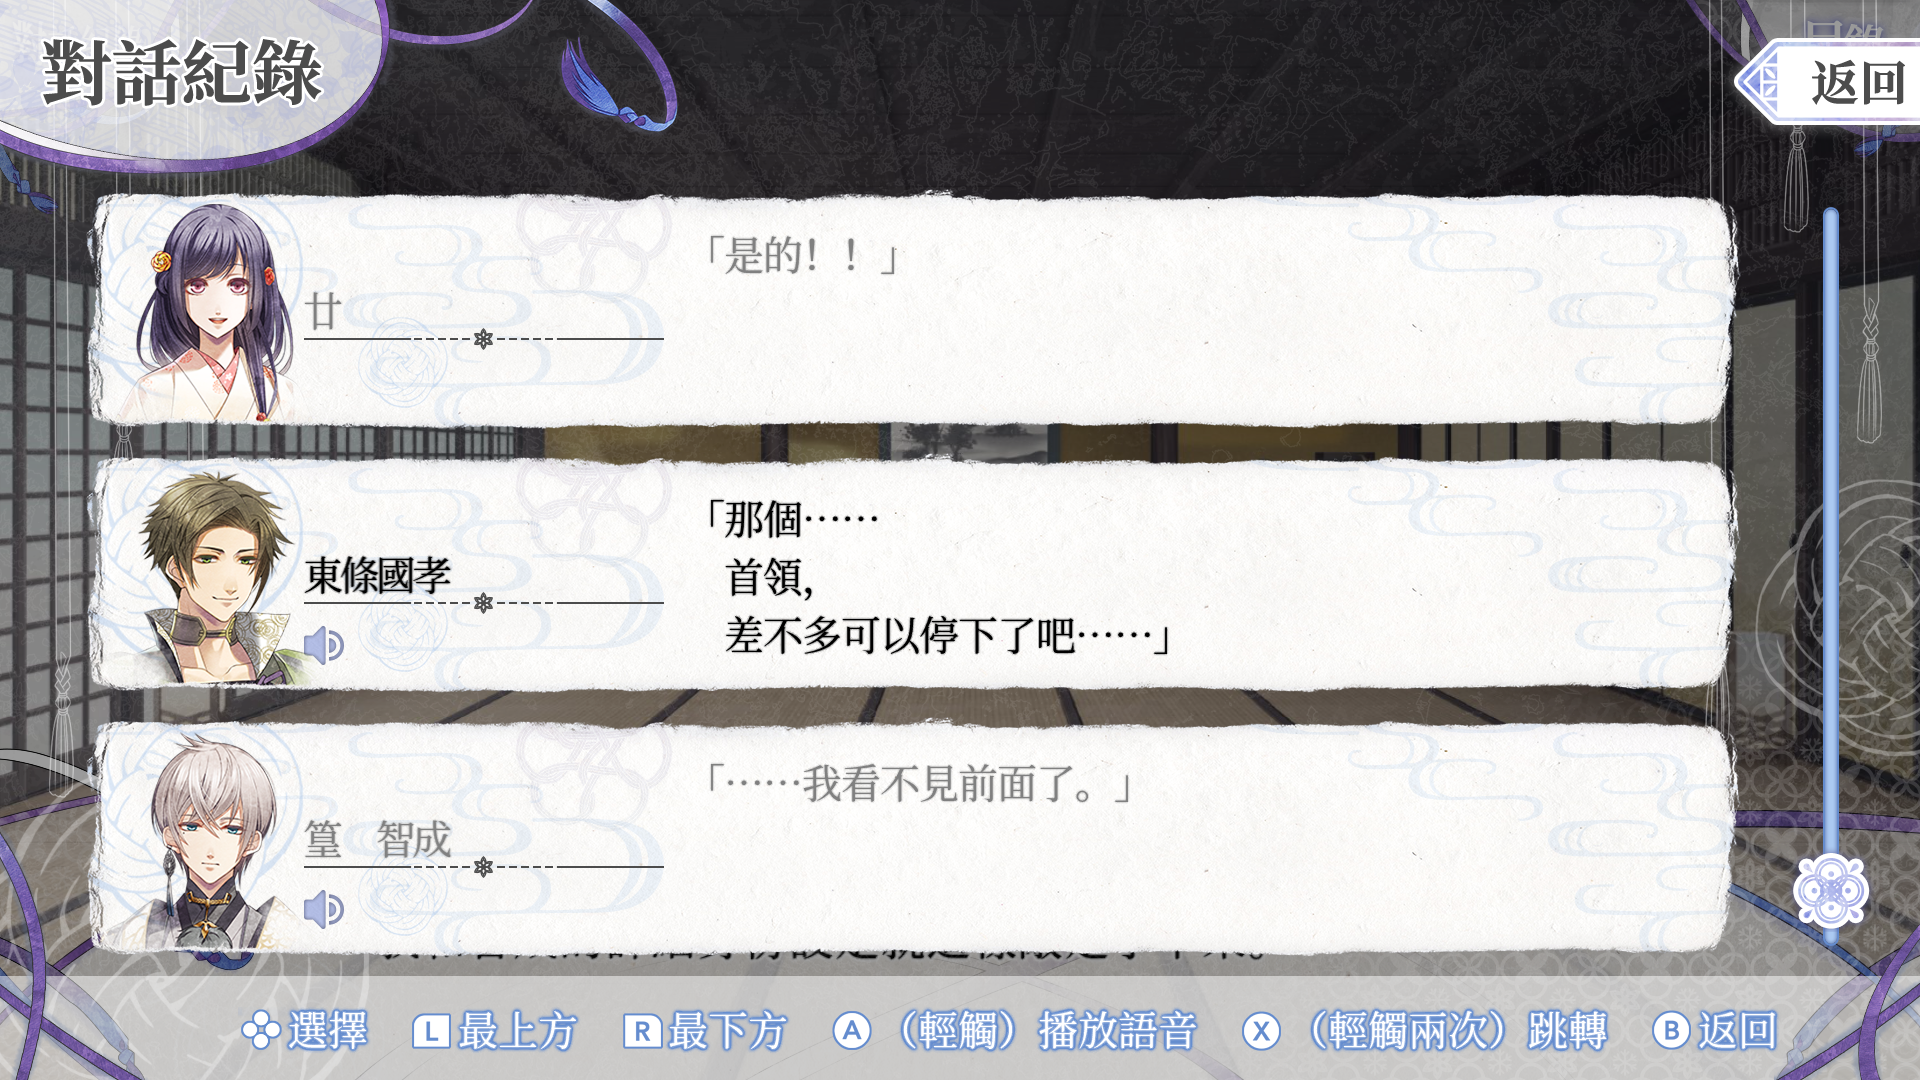 對話紀錄
返回
「是的！！」
廿
「那個……
首領，
差不多可以停下了吧……」
東條國孝
「……我看不見前面了。」
篁　智成
選擇
L 最上方
R 最下方
A （輕觸）播放語音
X （輕觸兩次）跳轉
B 返回